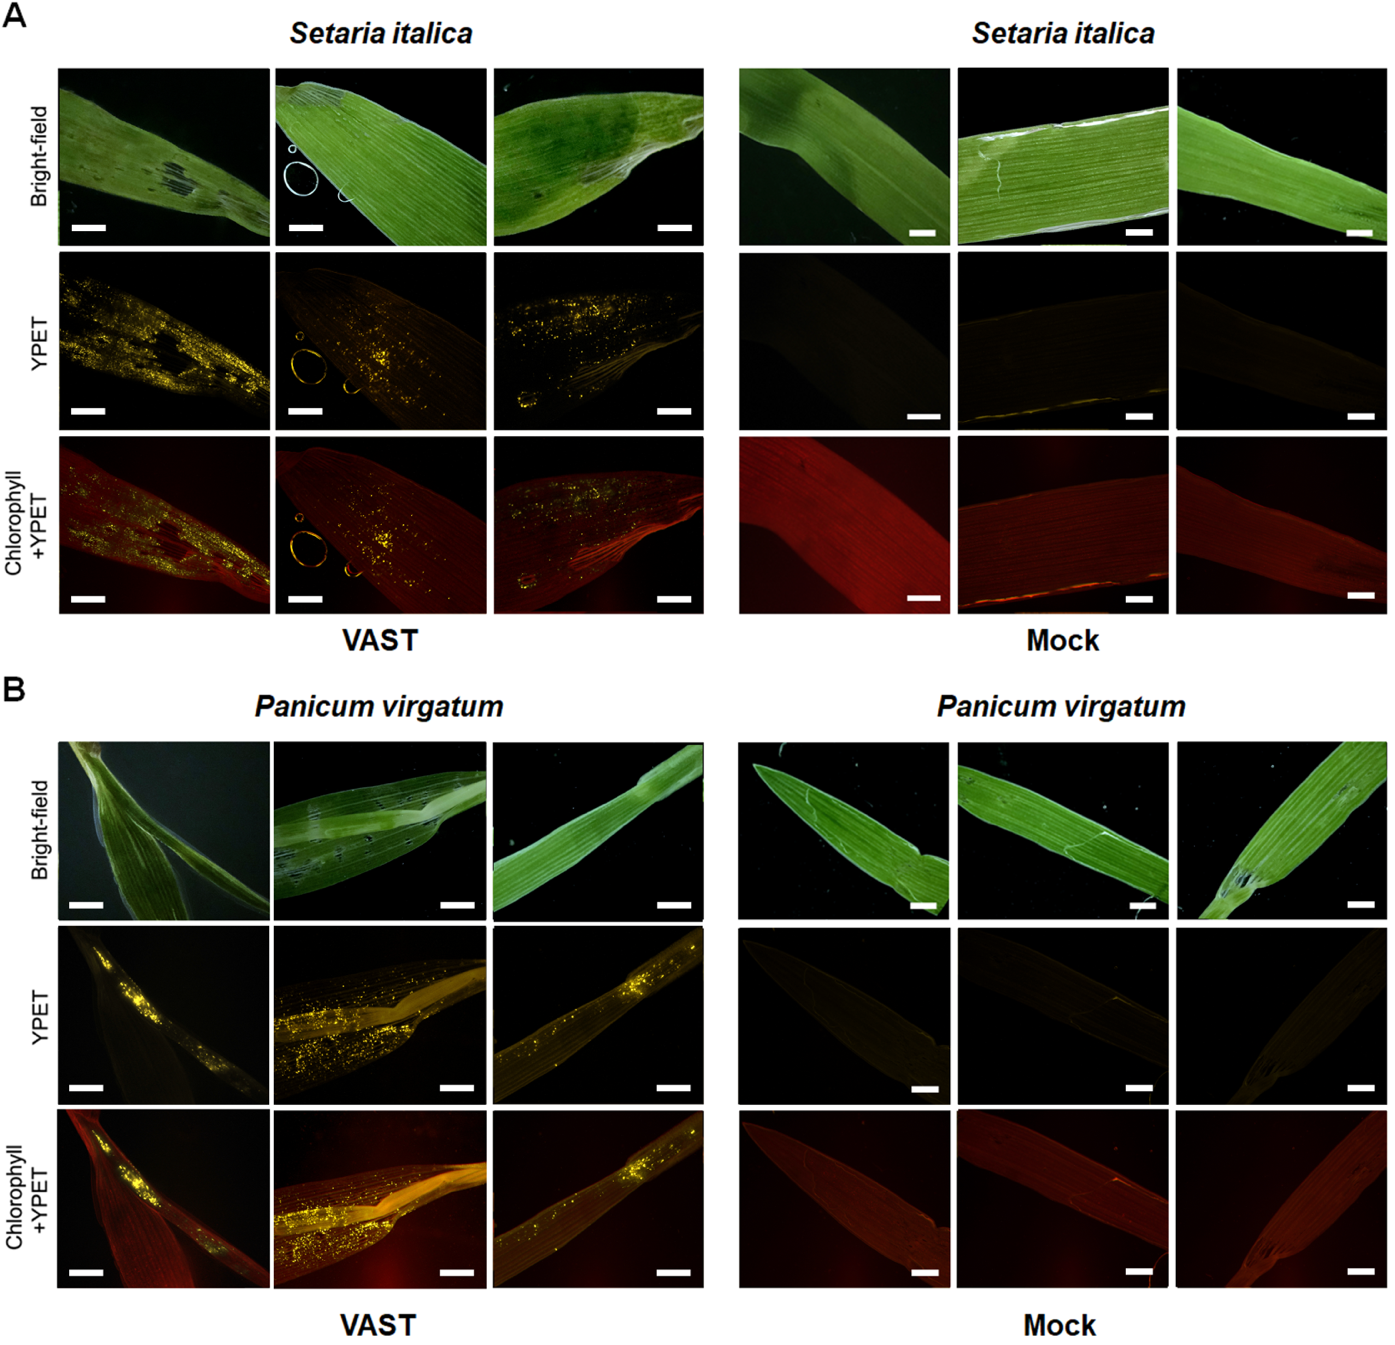 A
Setaria italica
Setaria italica
Bright-field
YPET
Chlorophyll
+YPET
VAST
Mock
B
Panicum virgatum
Panicum virgatum
Bright-field
YPET
Chlorophyll
+YPET
VAST
Mock